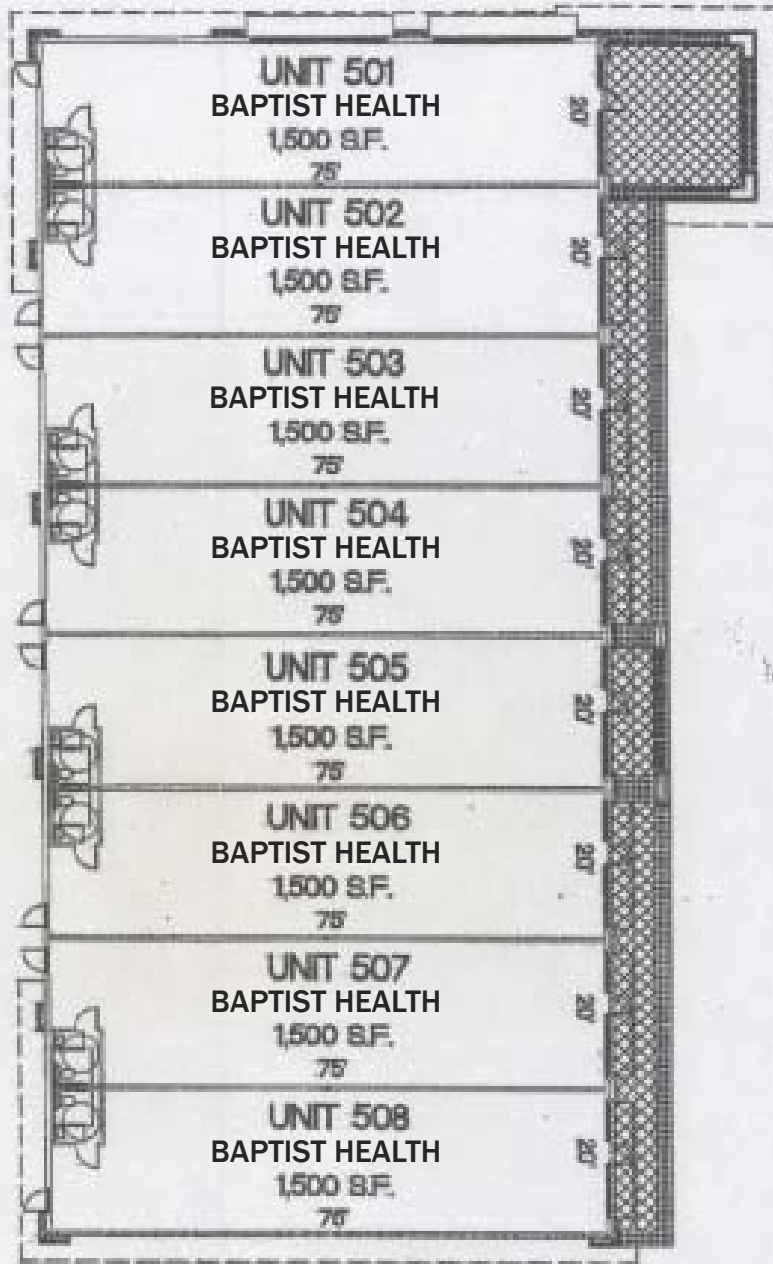 UNIT 501
BAPTIST HEALTH
1,500 S.F.
75'
20'
UNIT 502
BAPTIST HEALTH
1,500 S.F.
75'
20'
UNIT 503
BAPTIST HEALTH
1,500 S.F.
75'
20'
UNIT 504
BAPTIST HEALTH
1,500 S.F.
75'
20'
UNIT 505
BAPTIST HEALTH
1,500 S.F.
75'
20'
UNIT 506
BAPTIST HEALTH
1,500 S.F.
75'
20'
UNIT 507
BAPTIST HEALTH
1,500 S.F.
75'
20'
UNIT 508
BAPTIST HEALTH
1,500 S.F.
75'
20'